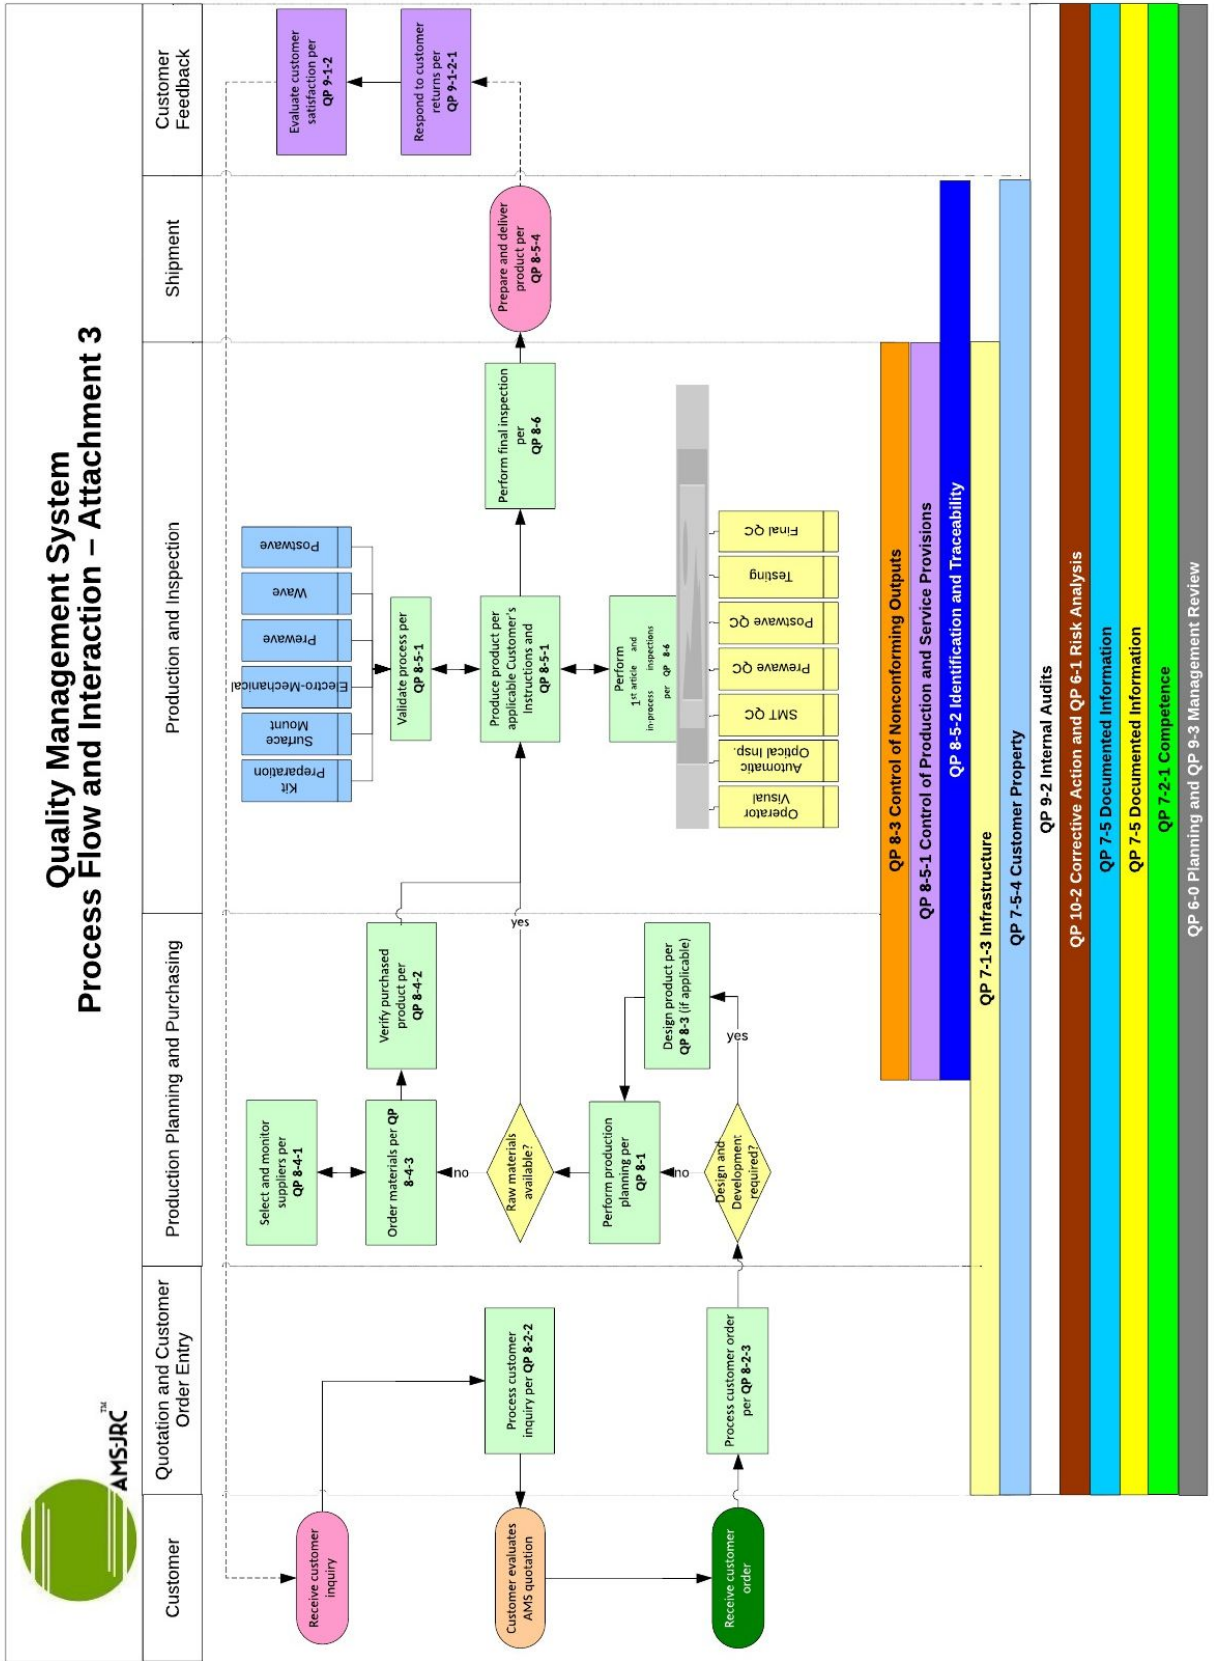 Quality Management System
Process Flow and Interaction – Attachment 3
AMS-JRC™
Customer
Quotation and Customer
Order Entry
Production Planning and Purchasing
Production and Inspection
Shipment
Customer
Feedback
Receive customer
inquiry
Customer evaluates
AMS quotation
Receive customer
order
Process customer
inquiry per QP 8-2-2
Process customer order
per QP 8-2-3
Select and monitor
suppliers per
QP 8-4-1
Order materials per QP
8-4-3
Verify purchased
product per
QP 8-4-2
no
Raw materials
available?
yes
Perform production
planning per
QP 8-1
Design product per
QP 8-3 (if applicable)
no
yes
Design and
Development
required?
Kit
Preparation
Surface
Mount
Electro-Mechanical
Prewave
Wave
Postwave
Validate process per
QP 8-5-1
Produce product per
applicable Customer's
Instructions and
QP 8-5-1
Perform
1st article and
in-process inspections
per QP 8-6
Operator
Visual
Automatic
Optical Insp.
SMT QC
Prewave QC
Postwave QC
Testing
Final QC
Perform final inspection
per
QP 8-6
Prepare and deliver
product per
QP 8-5-4
Evaluate customer
satisfaction per
QP 9-1-2
Respond to customer
returns per
QP 9-1-2-1
QP 8-3 Control of Nonconforming Outputs
QP 8-5-1 Control of Production and Service Provisions
QP 8-5-2 Identification and Traceability
QP 7-1-3 Infrastructure
QP 7-5-4 Customer Property
QP 9-2 Internal Audits
QP 10-2 Corrective Action and QP 6-1 Risk Analysis
QP 7-5 Documented Information
QP 7-5 Documented Information
QP 7-2-1 Competence
QP 6-0 Planning and QP 9-3 Management Review